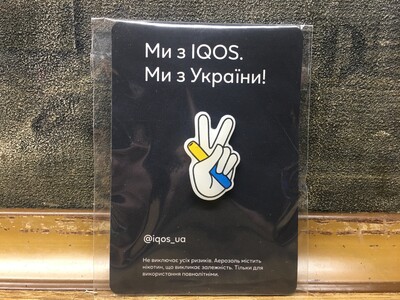 Ми з IQOS.
Ми з України!
@iqos_ua
Не виключає усіх ризиків. Аерозоль містить
нікотин, що викликає залежність. Тільки для
використання повнолітніми.